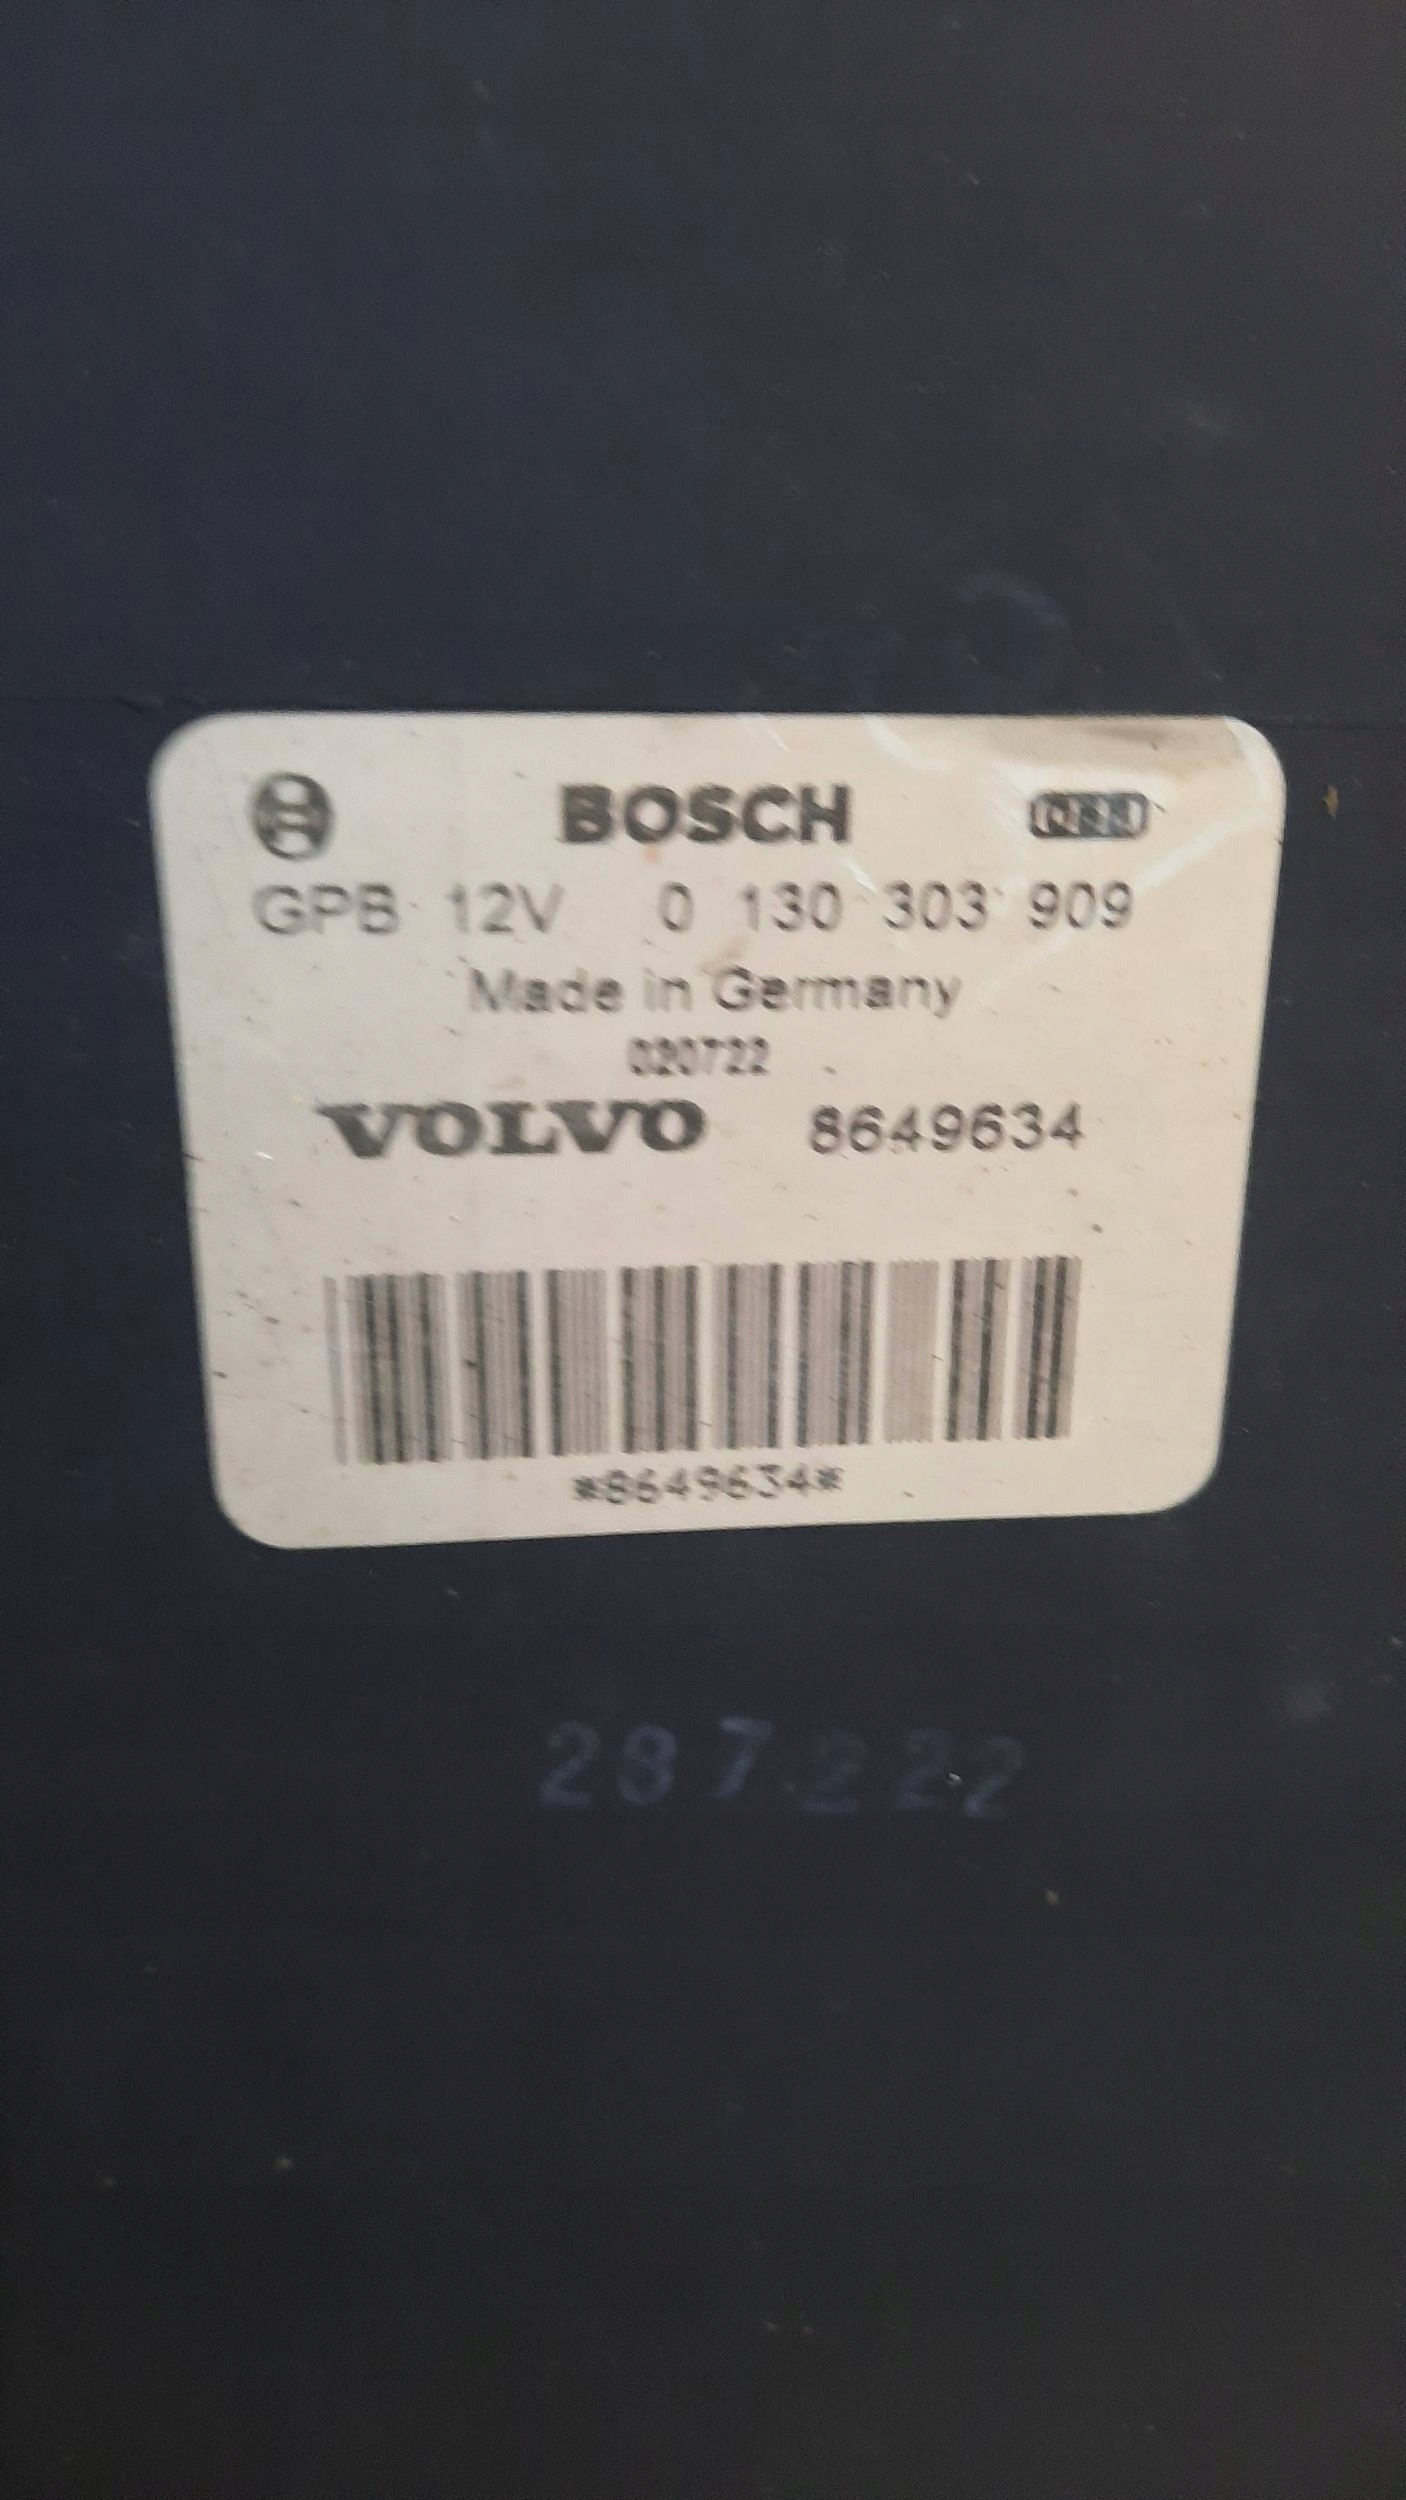 BOSCH
GPB 12V 0 130 303 909
Made in Germany
020722
VOLVO 8649634
*8649634*
287222